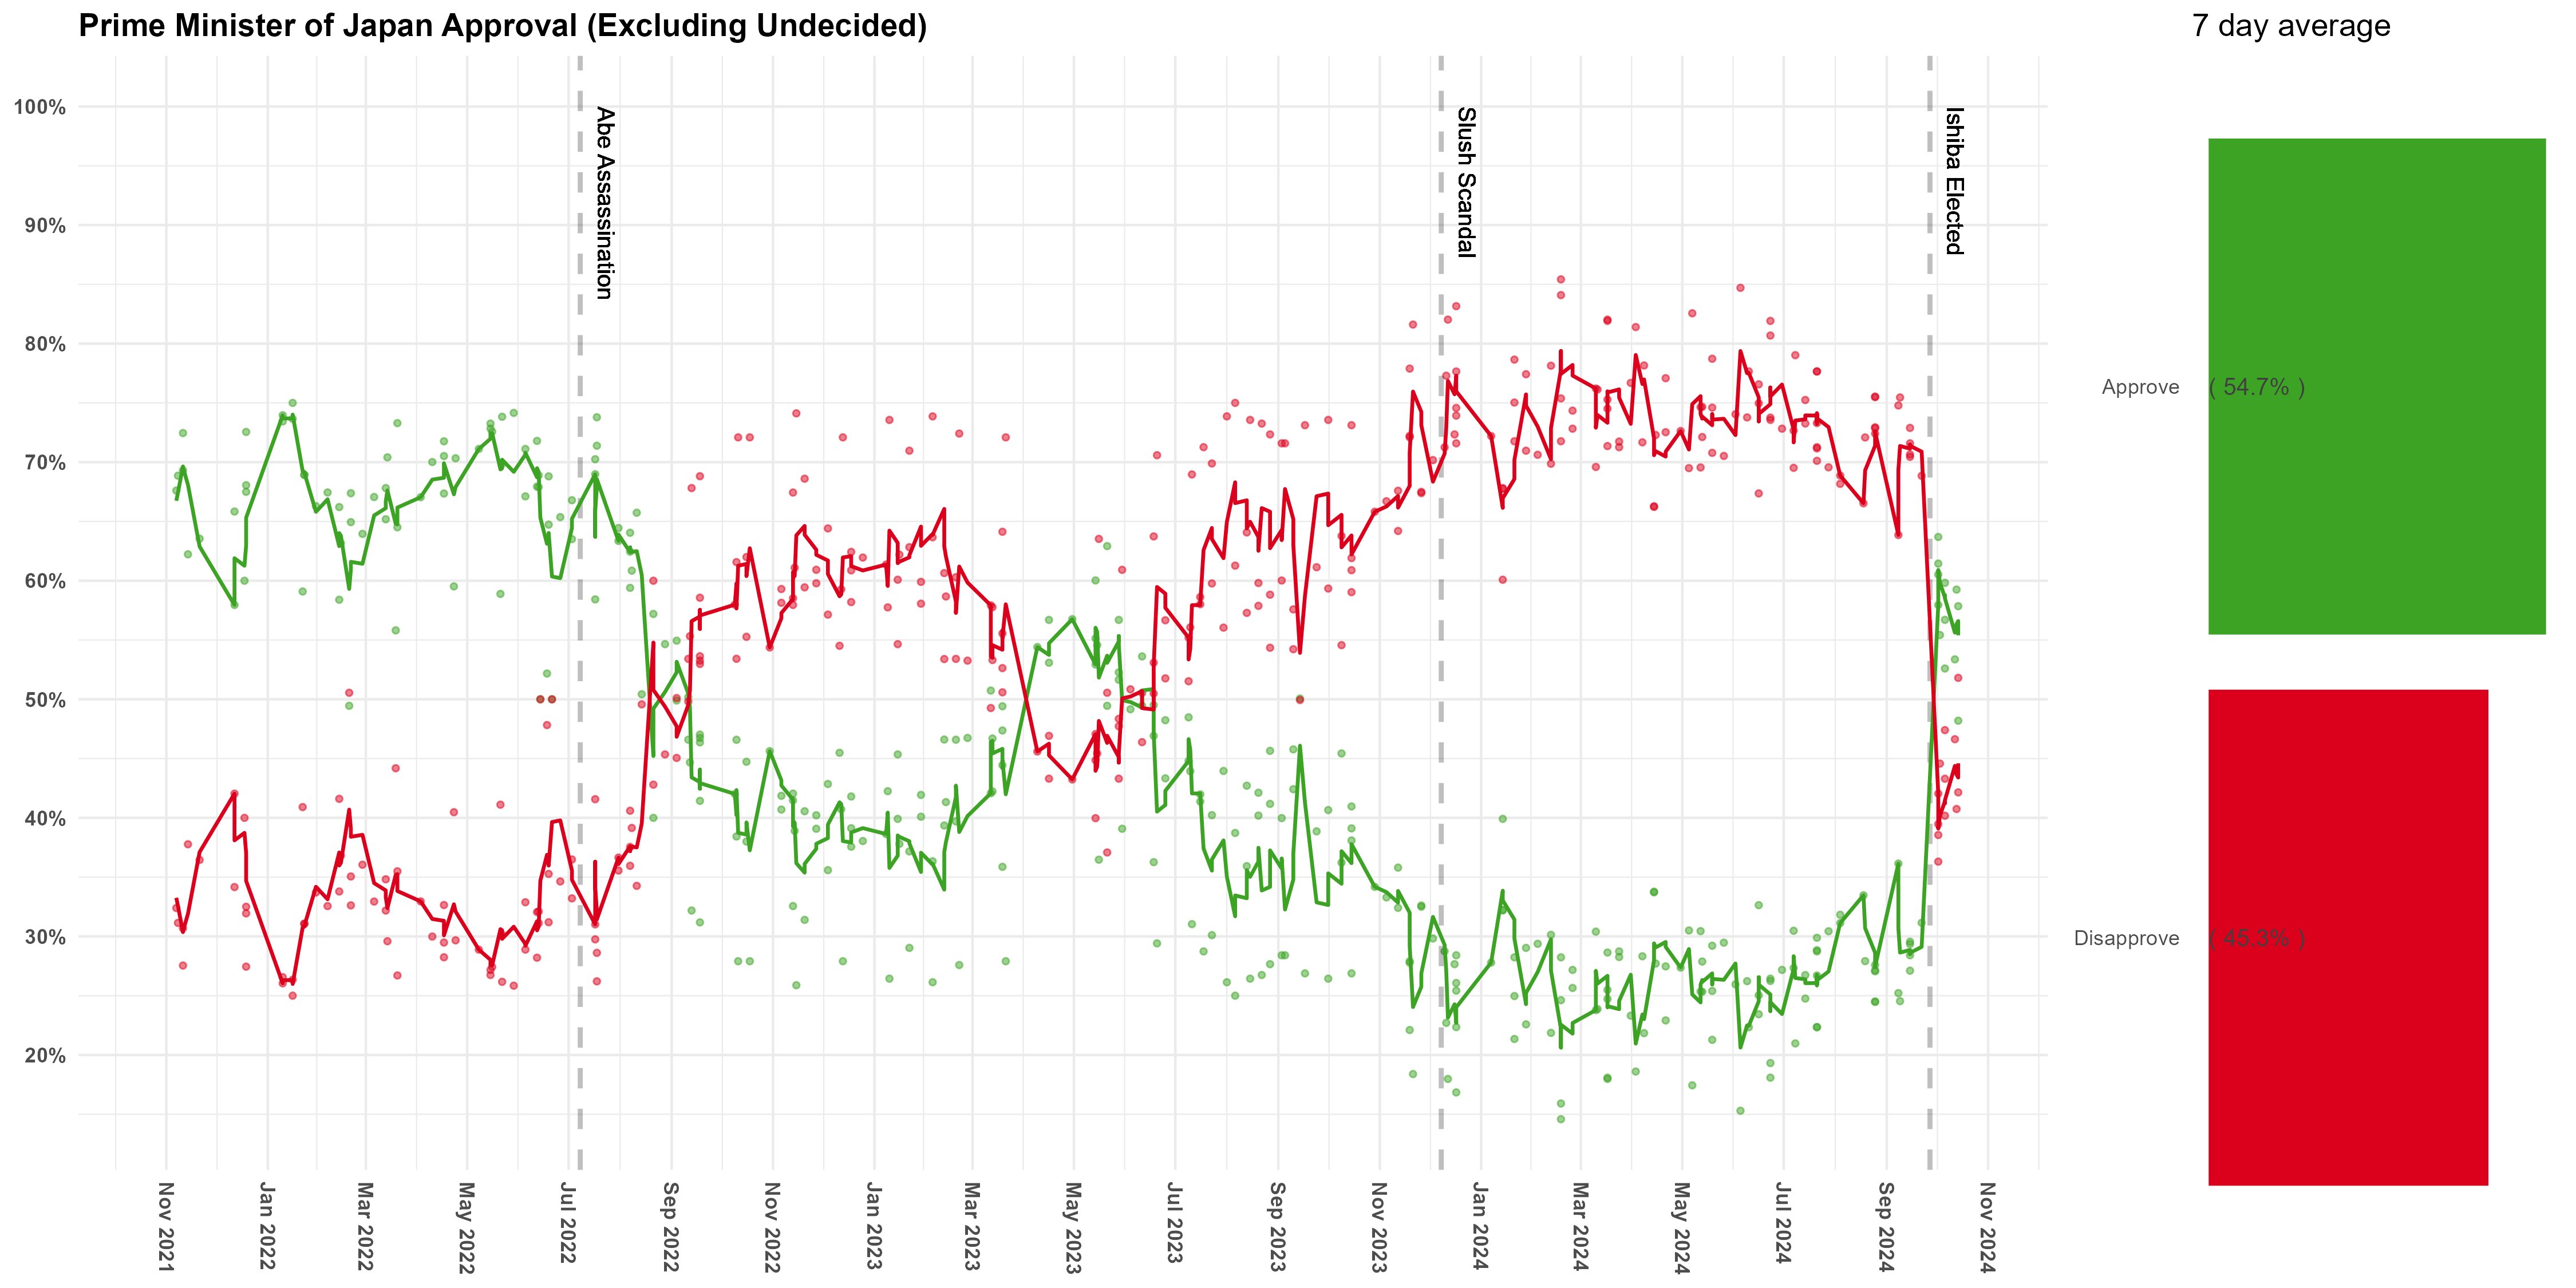 Prime Minister of Japan Approval (Excluding Undecided)
7 day average
100%
90%
80%
70%
60%
50%
40%
30%
20%
Abe Assassination
Slush Scandal
Ishiba Elected
Approve
( 54.7% )
Disapprove
( 45.3% )
Nov 2021
Jan 2022
Mar 2022
May 2022
Jul 2022
Sep 2022
Nov 2022
Jan 2023
Mar 2023
May 2023
Jul 2023
Sep 2023
Nov 2023
Jan 2024
Mar 2024
May 2024
Jul 2024
Sep 2024
Nov 2024